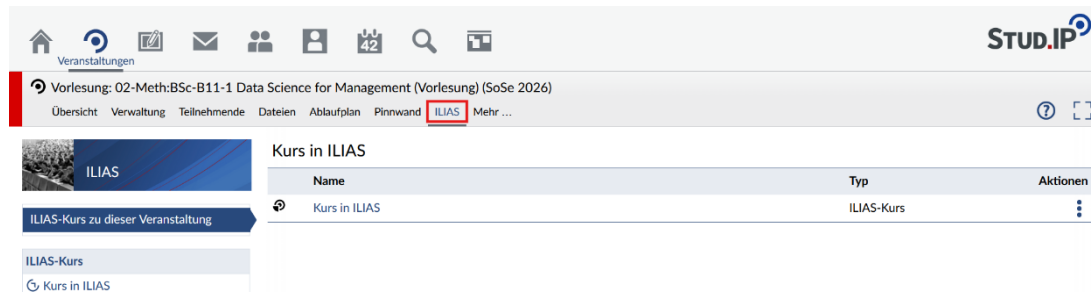 42
STUD.IP
Veranstaltungen
Vorlesung: 02-Meth:BSc-B11-1 Data Science for Management (Vorlesung) (SoSe 2026)
Übersicht Verwaltung Teilnehmende Dateien Ablaufplan Pinnwand ILIAS Mehr ...
?
ILIAS
Kurs in ILIAS
Name Typ Aktionen
ILIAS-Kurs zu dieser Veranstaltung
Kurs in ILIAS ILIAS-Kurs
ILIAS-Kurs
Kurs in ILIAS